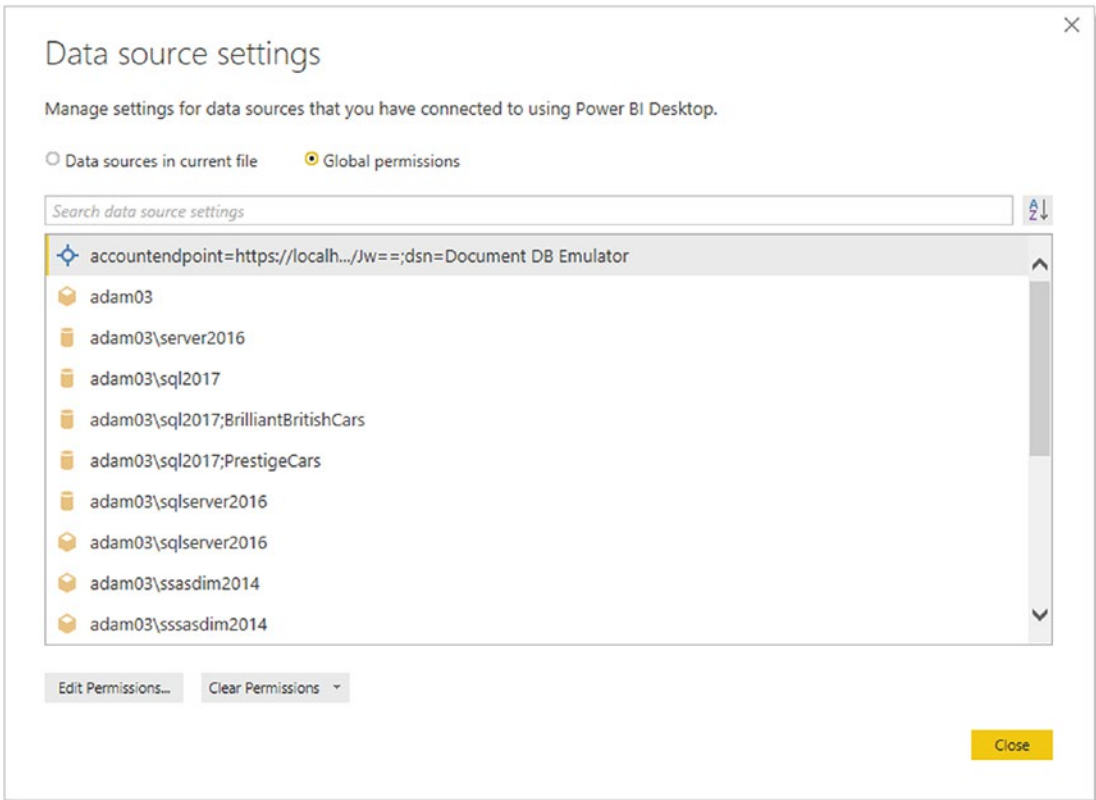 Data source settings
Manage settings for data sources that you have connected to using Power BI Desktop.
Data sources in current file Global permissions
Search data source settings
accountendpoint=https://localh.../Jw==;dsn=Document DB Emulator
adam03
adam03\server2016
adam03\sql2017
adam03\sql2017;BrilliantBritishCars
adam03\sql2017;PrestigeCars
adam03\sqlserver2016
adam03\sqlserver2016
adam03\ssasdim2014
adam03\sssasdim2014
Edit Permissions... Clear Permissions
Close